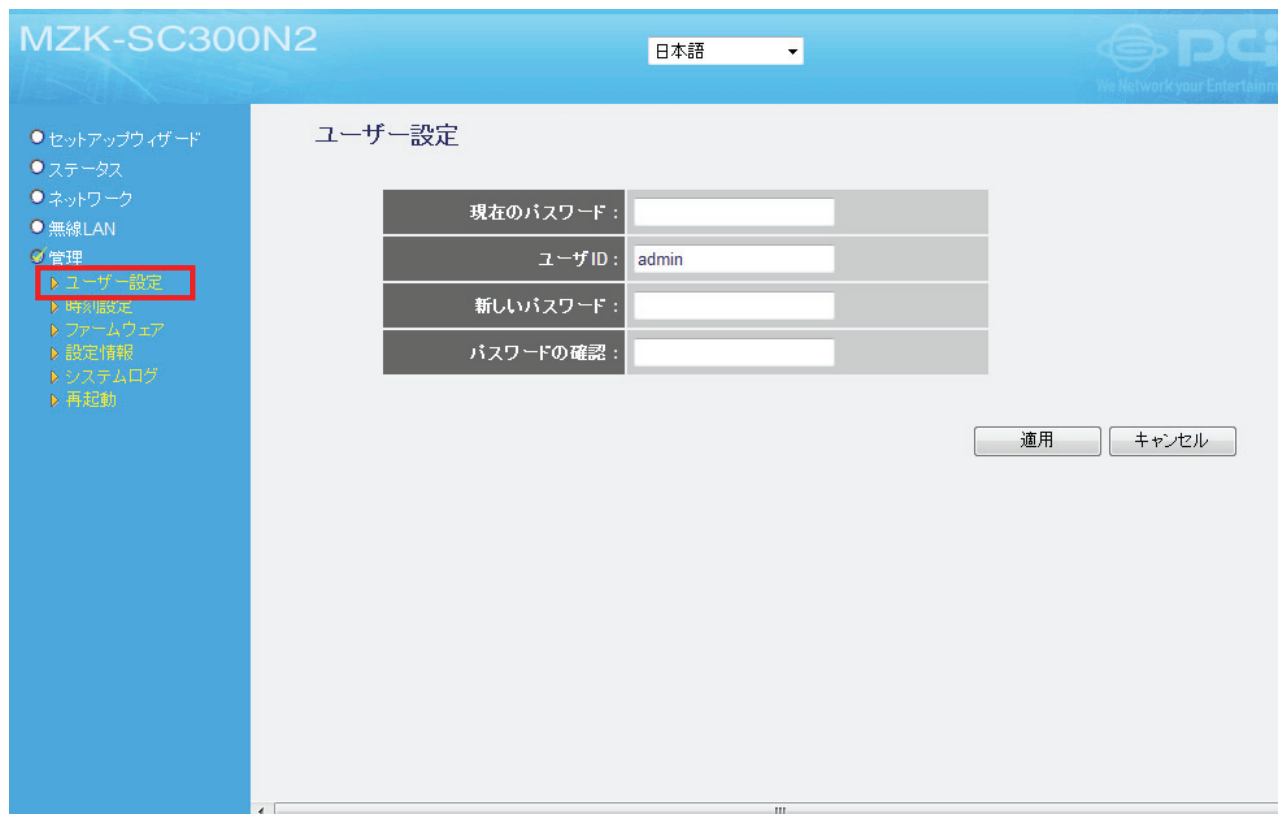 MZK-SC300N2
日本語
PCi
We Network your Entertainm
セットアップウィザード
ステータス
ネットワーク
無線LAN
管理
ユーザー設定
時刻設定
ファームウェア
設定情報
システムログ
再起動
ユーザー設定
現在のパスワード：
ユーザID： admin
新しいパスワード：
パスワードの確認：
適用 キャンセル